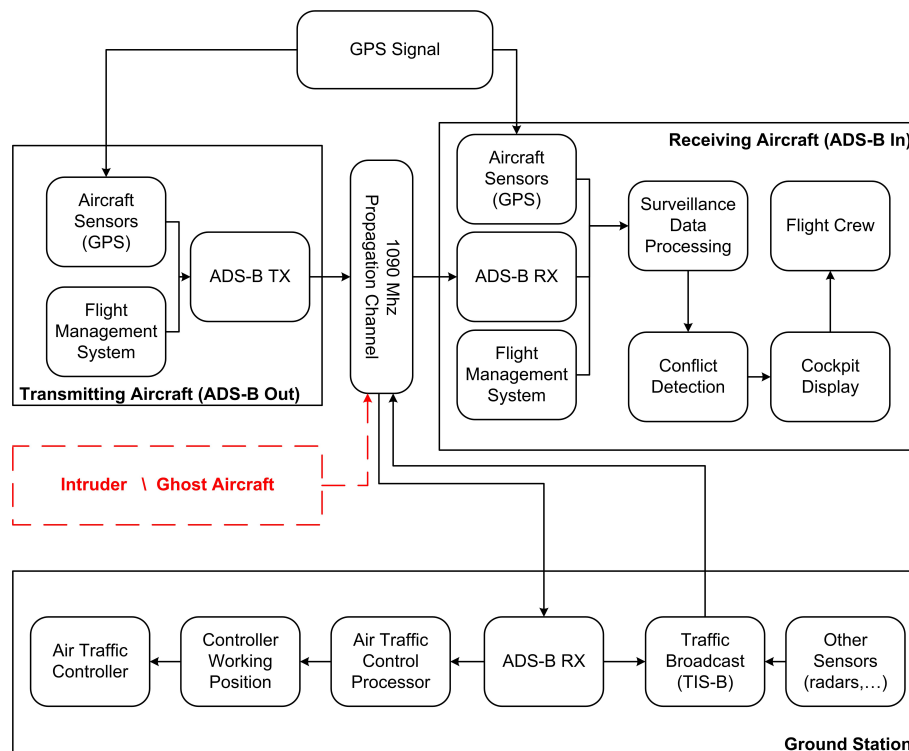 GPS Signal
Receiving Aircraft (ADS-B In)
Aircraft
Sensors
(GPS)
Flight
Management
System
ADS-B TX
Transmitting Aircraft (ADS-B Out)
1090 Mhz
Propagation Channel
Aircraft
Sensors
(GPS)
ADS-B RX
Flight
Management
System
Surveillance
Data
Processing
Flight Crew
Conflict
Detection
Cockpit
Display
Intruder \ Ghost Aircraft
Air Traffic
Controller
Controller
Working
Position
Air Traffic
Control
Processor
ADS-B RX
Traffic
Broadcast
(TIS-B)
Other
Sensors
(radars,…)
Ground Station